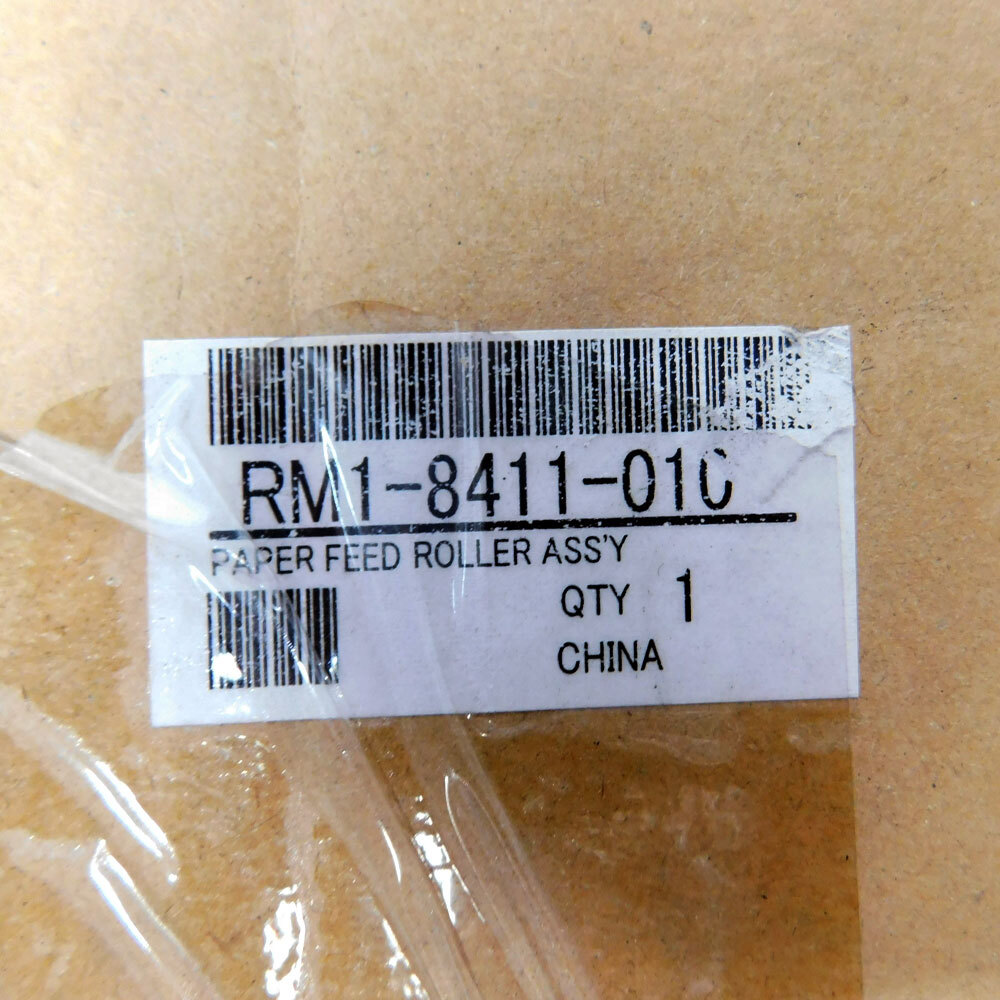 RM1-8411-010
PAPER FEED ROLLER ASS'Y
QTY 1
CHINA